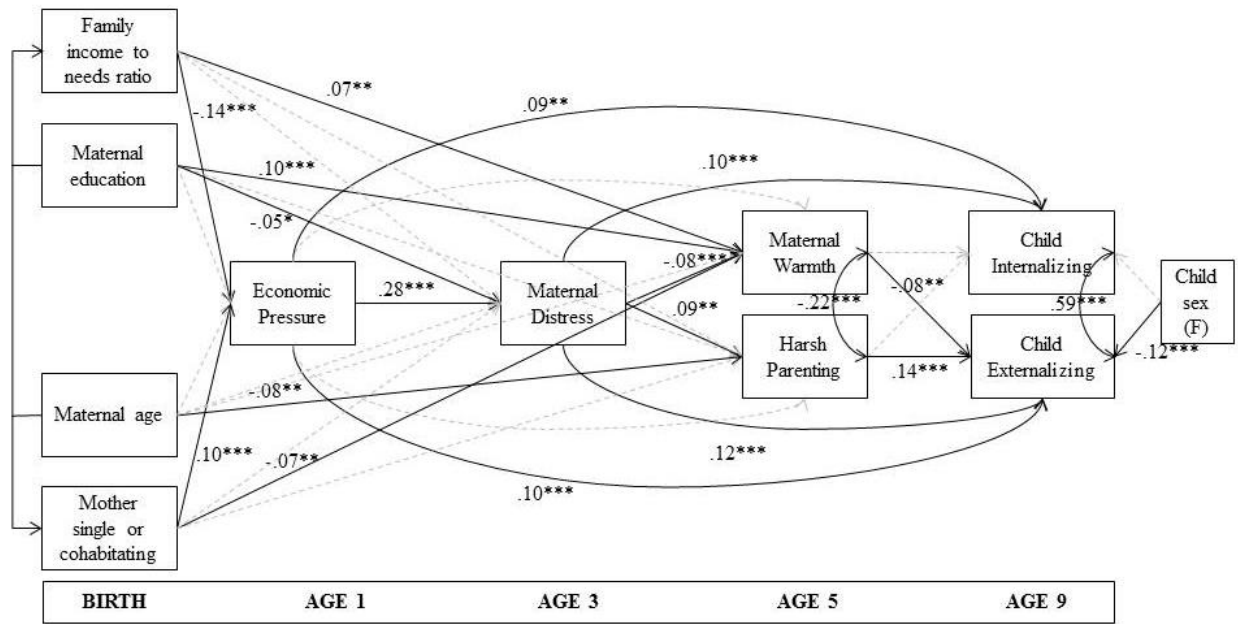 Family
income to
needs ratio
Maternal
education
Maternal age
Mother
single or
cohabitating
Economic
Pressure
Maternal
Distress
Maternal
Warmth
Harsh
Parenting
Child
Internalizing
Child
Externalizing
Child
sex
(F)
-.14***
.07**
.10***
-.05*
.09**
.10***
.28***
-.08***
.09**
-.22***
-.08**
.14***
.59***
-.12***
-.08**
.10***
-.07**
.12***
.10***
BIRTH AGE 1 AGE 3 AGE 5 AGE 9